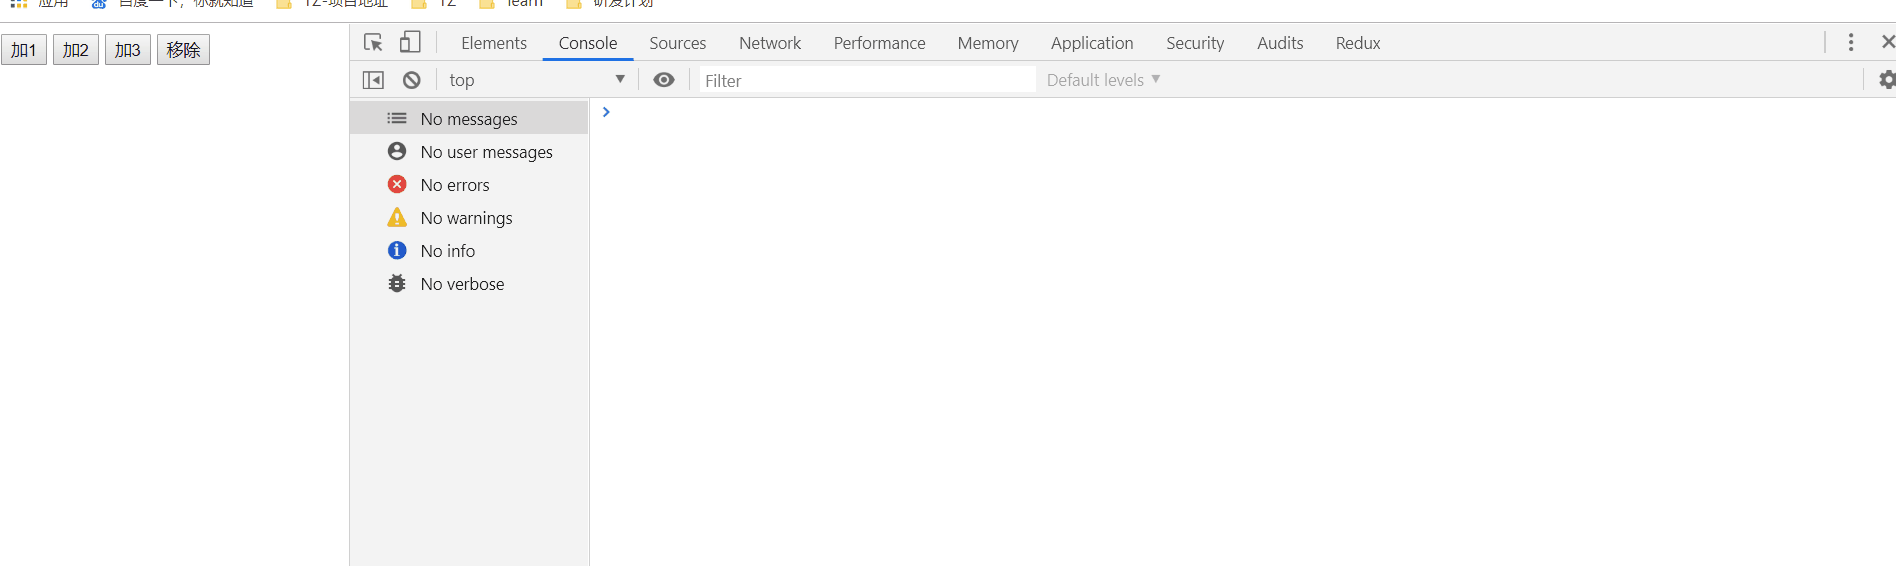 应用 百度一下，你就知道 TZ-项目地址 TZ Team 研发计划
加1 加2 加3 移除
Elements Console Sources Network Performance Memory Application Security Audits Redux
top Filter Default levels
No messages
No user messages
No errors
No warnings
No info
No verbose